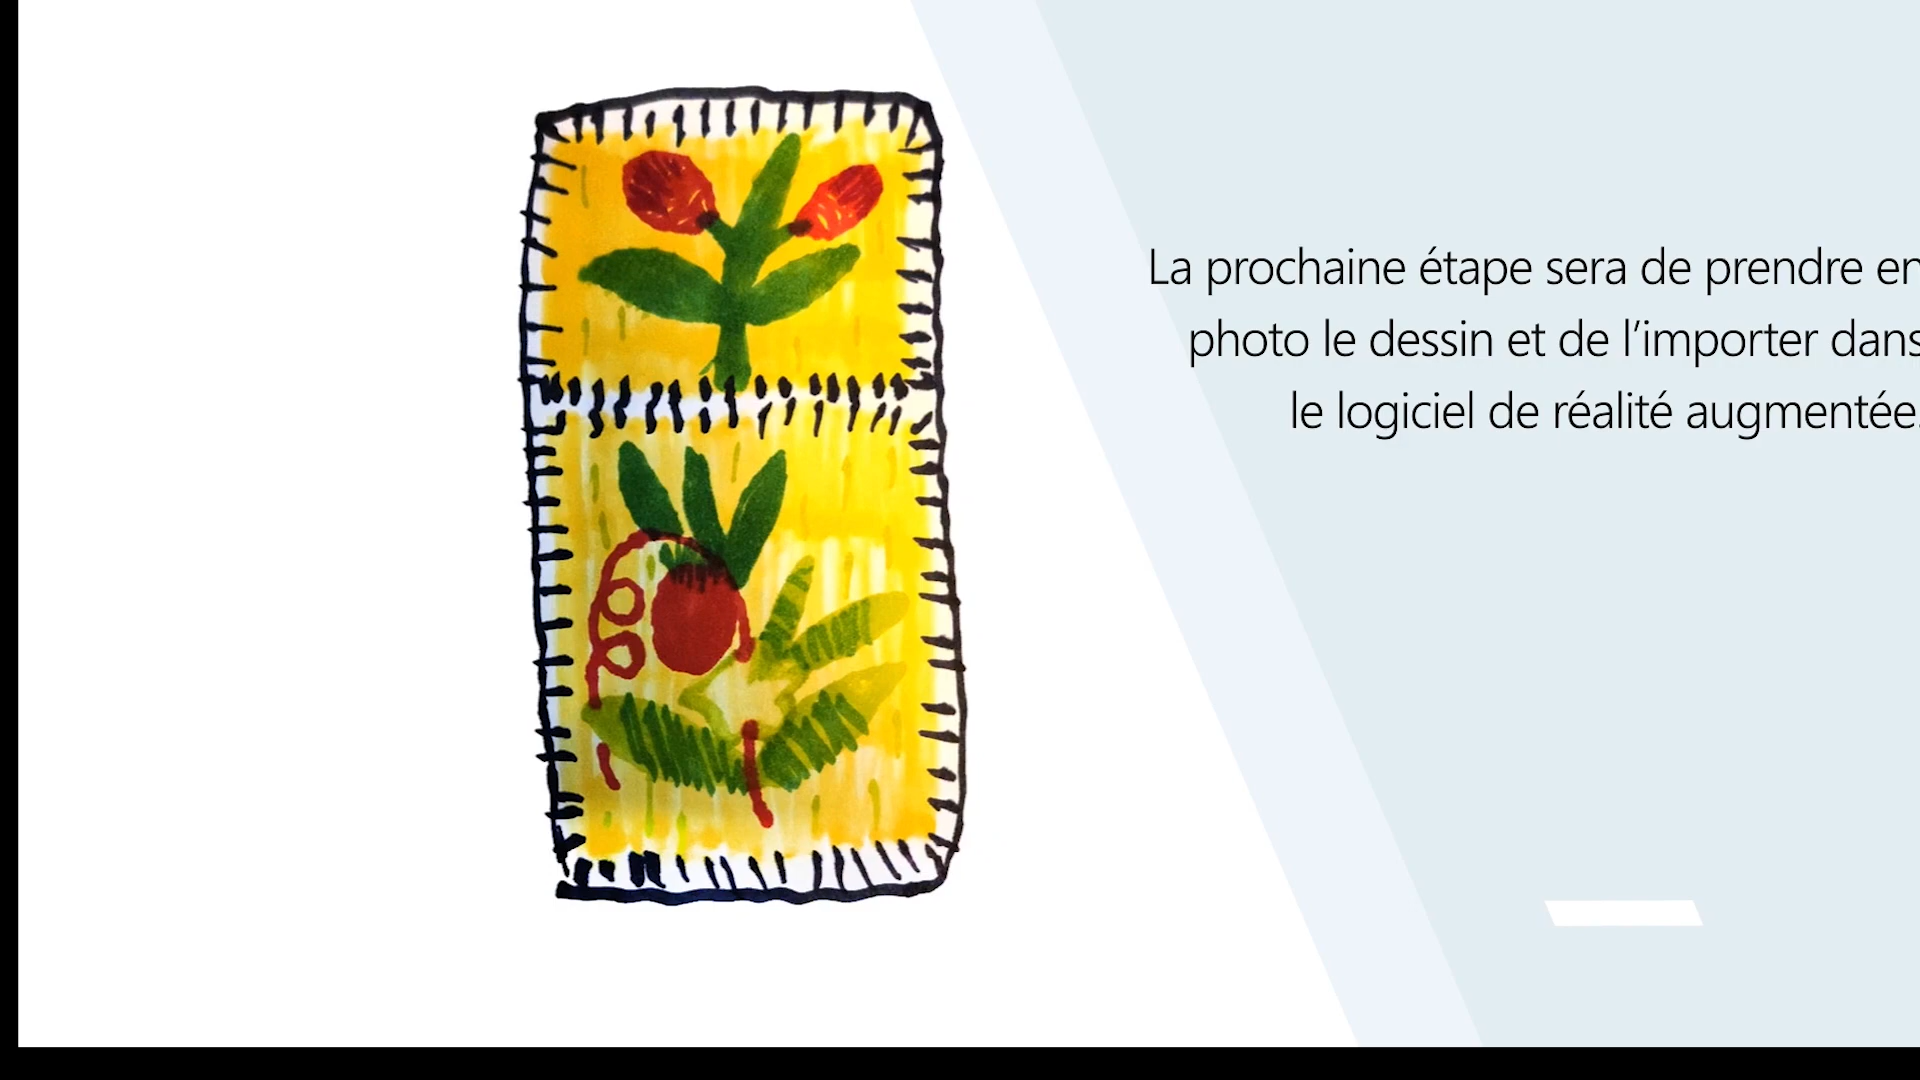 La prochaine étape sera de prendre en
photo le dessin et de l’importer dans
le logiciel de réalité augmentée.